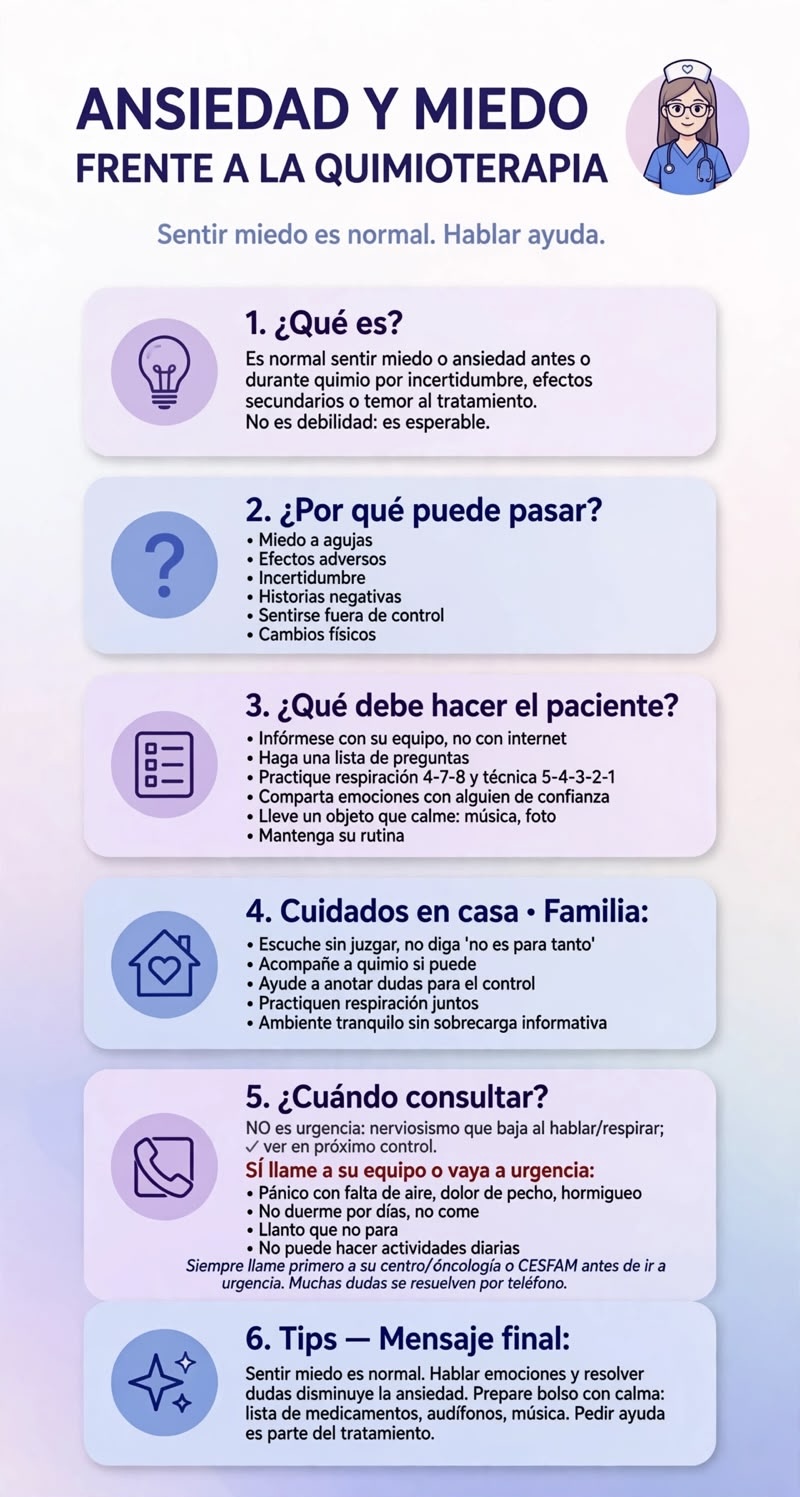 ANSIEDAD Y MIEDO
FRENTE A LA QUIMIOTERAPIA
Sentir miedo es normal. Hablar ayuda.
1. ¿Qué es?
Es normal sentir miedo o ansiedad antes o
durante quimio por incertidumbre, efectos
secundarios o temor al tratamiento.
No es debilidad: es esperable.
?
2. ¿Por qué puede pasar?
• Miedo a agujas
• Efectos adversos
• Incertidumbre
• Historias negativas
• Sentirse fuera de control
• Cambios físicos
3. ¿Qué debe hacer el paciente?
• Infórmese con su equipo, no con internet
• Haga una lista de preguntas
• Practique respiración 4-7-8 y técnica 5-4-3-2-1
• Comparta emociones con alguien de confianza
• Lleve un objeto que calme: música, foto
• Mantenga su rutina
4. Cuidados en casa • Familia:
• Escuche sin juzgar, no diga 'no es para tanto'
• Acompañe a quimio si puede
• Ayude a anotar dudas para el control
• Practiquen respiración juntos
• Ambiente tranquilo sin sobrecarga informativa
5. ¿Cuándo consultar?
NO es urgencia: nerviosismo que baja al hablar/respirar;
✓ ver en próximo control.
SÍ llame a su equipo o vaya a urgencia:
• Pánico con falta de aire, dolor de pecho, hormigueo
• No duerme por días, no come
• Llanto que no para
• No puede hacer actividades diarias
Siempre llame primero a su centro/óncología o CESFAM antes de ir a
urgencia. Muchas dudas se resuelven por teléfono.
6. Tips — Mensaje final:
Sentir miedo es normal. Hablar emociones y resolver
dudas disminuye la ansiedad. Prepare bolso con calma:
lista de medicamentos, audífonos, música. Pedir ayuda
es parte del tratamiento.